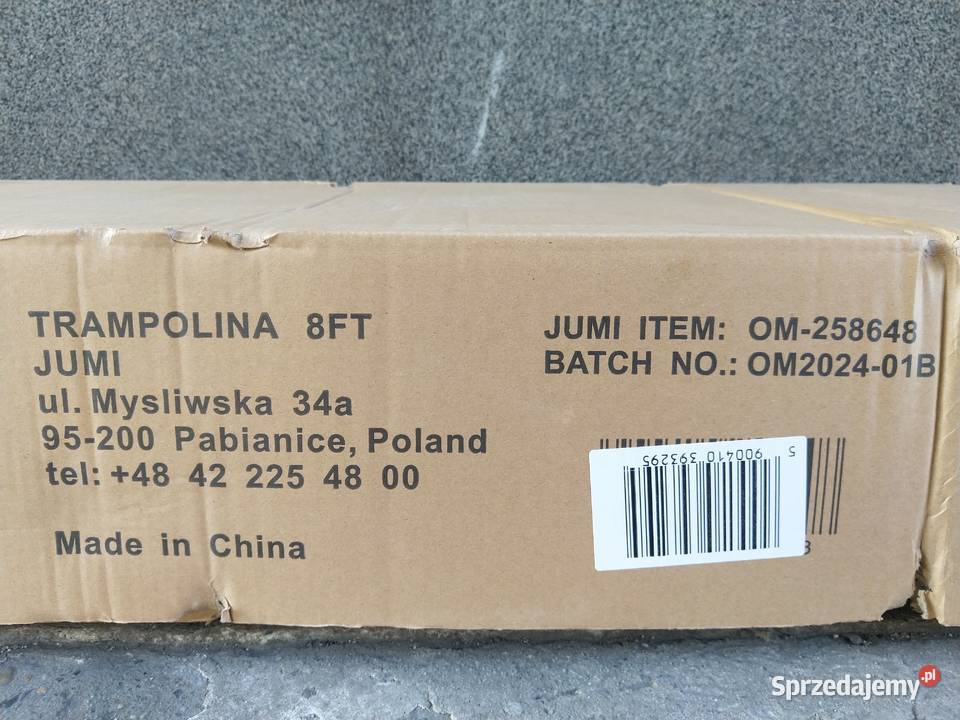 TRAMPOLINA 8FT
JUMI
ul. Mysliwska 34a
95-200 Pabianice, Poland
tel: +48 42 225 48 00
Made in China
JUMI ITEM: OM-258648
BATCH NO.: OM2024-01B
5 900410 393295
8
Sprzedajemy.pl